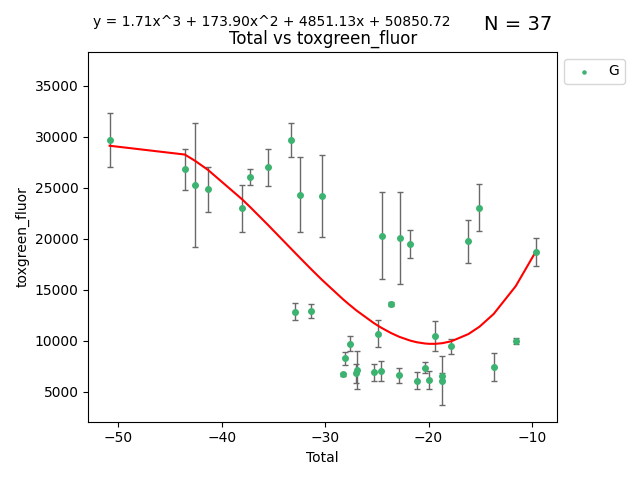 y = 1.71x^3 + 173.90x^2 + 4851.13x + 50850.72
N = 37
Total vs toxgreen_fluor
G
toxgreen_fluor
35000
30000
25000
20000
15000
10000
5000
−50
−40
−30
−20
−10
Total